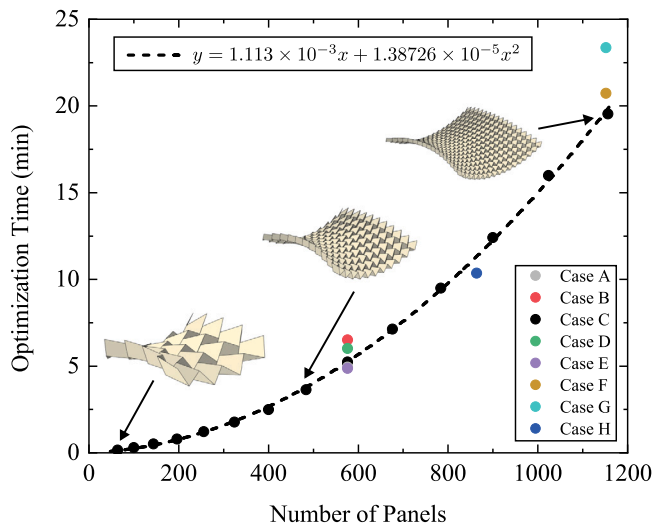 25
20
15
10
5
0
0
200
400
600
800
1000
1200
Optimization Time (min)
Number of Panels
y = 1.113 × 10⁻³x + 1.38726 × 10⁻⁵x²
Case A
Case B
Case C
Case D
Case E
Case F
Case G
Case H